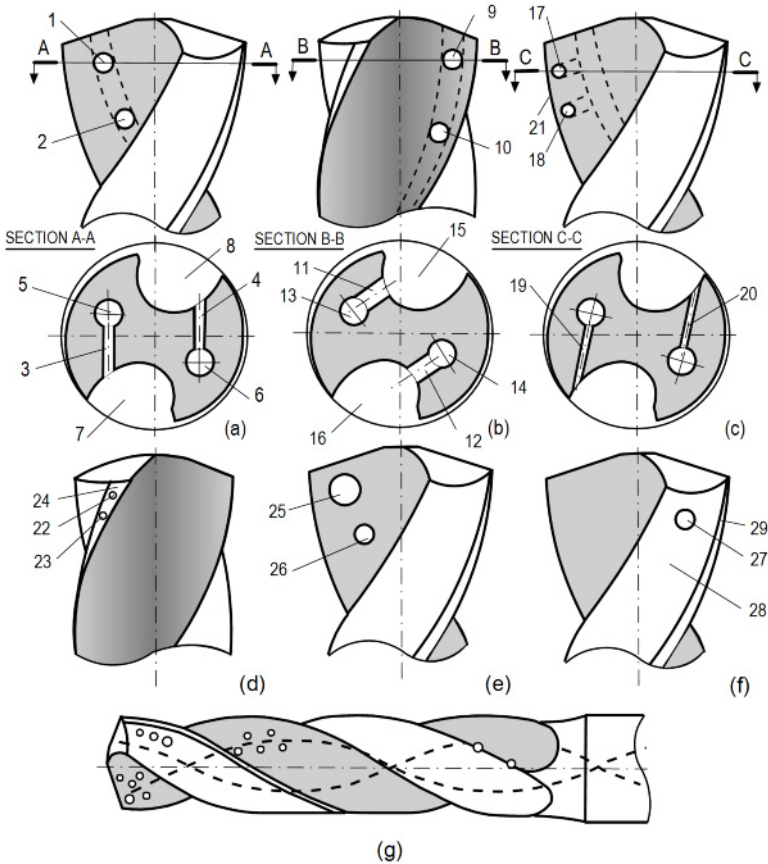 1 9 17
A A B B C C
2 10 21 18
SECTION A-A 8 SECTION B-B 15 SECTION C-C
5 4 11 13 19 20
3 6 14
7 (a) 16 12 (b) (c)
24 22 23 25 26 29 27 28
(d) (e) (f)
(g)